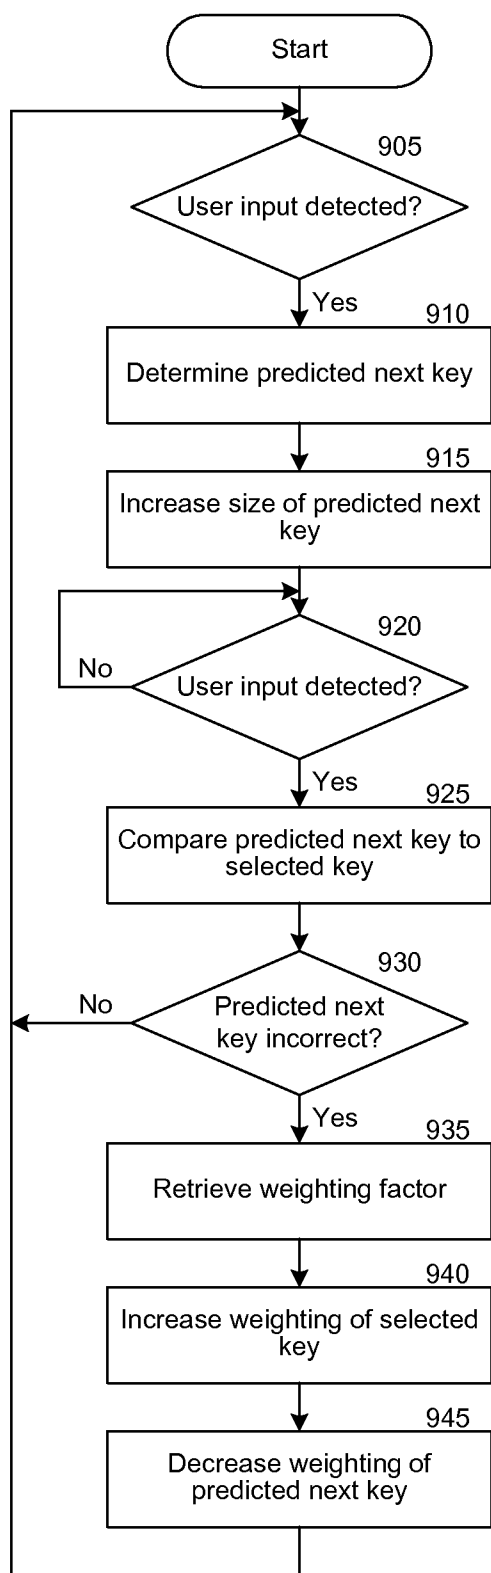 Start
905
User input detected?
Yes
910
Determine predicted next key
915
Increase size of predicted next
key
920
No
User input detected?
Yes
925
Compare predicted next key to
selected key
930
No
Predicted next
key incorrect?
Yes
935
Retrieve weighting factor
940
Increase weighting of selected
key
945
Decrease weighting of
predicted next key